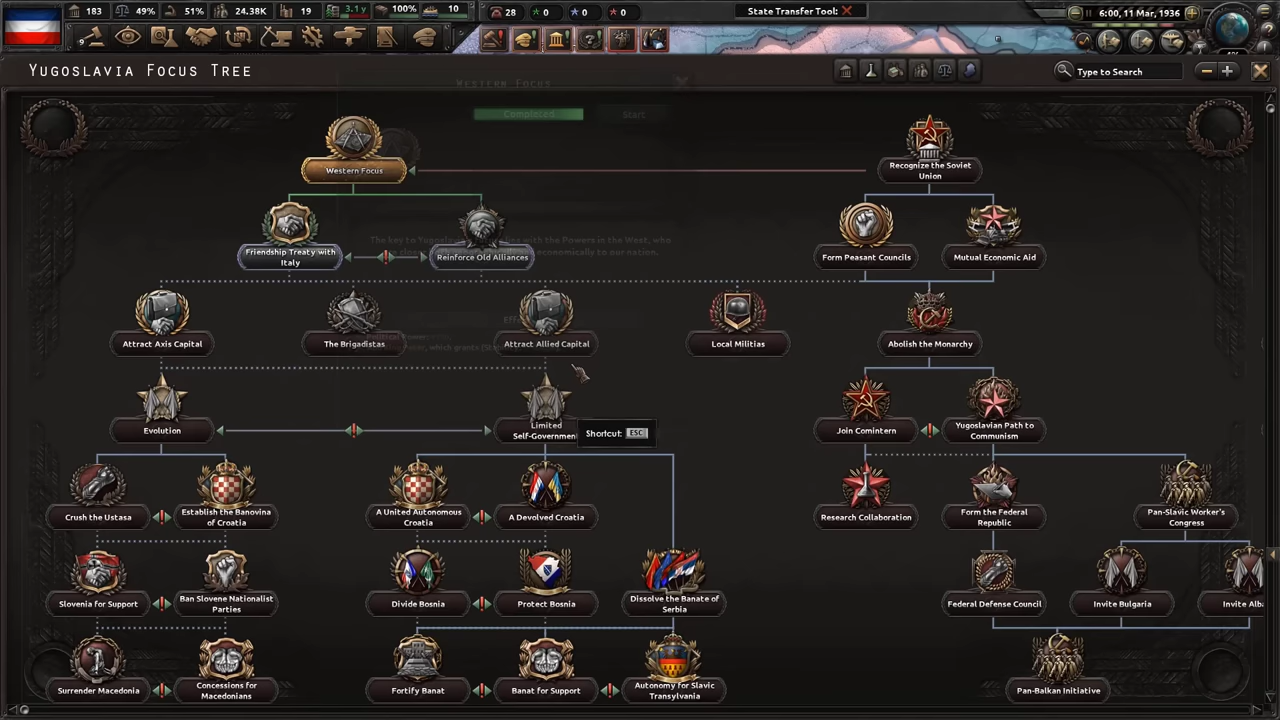 183
49%
51%
24.38K
19
3.1 y
100%
10
28
0
0
0
State Transfer Tool:
6:00, 11 Mar, 1936
9
Yugoslavia Focus Tree
Type to Search
Western Focus
Completed
Start
Western Focus
Recognize the Soviet
Union
Friendship Treaty with
Italy
Reinforce Old Alliances
Form Peasant Councils
Mutual Economic Aid
Attract Axis Capital
The Brigadistas
Attract Allied Capital
Local Militias
Abolish the Monarchy
Evolution
Limited
Self-Government
Shortcut: ESC
Join Comintern
Yugoslavian Path to
Communism
Crush the Ustasa
Establish the Banovina
of Croatia
A United Autonomous
Croatia
A Devolved Croatia
Research Collaboration
Form the Federal
Republic
Pan-Slavic Worker's
Congress
Slovenia for Support
Ban Slovene Nationalist
Parties
Divide Bosnia
Protect Bosnia
Dissolve the Banate of
Serbia
Federal Defense Council
Invite Bulgaria
Invite Alba
Surrender Macedonia
Concessions for
Macedonians
Fortify Banat
Banat for Support
Autonomy for Slavic
Transylvania
Pan-Balkan Initiative